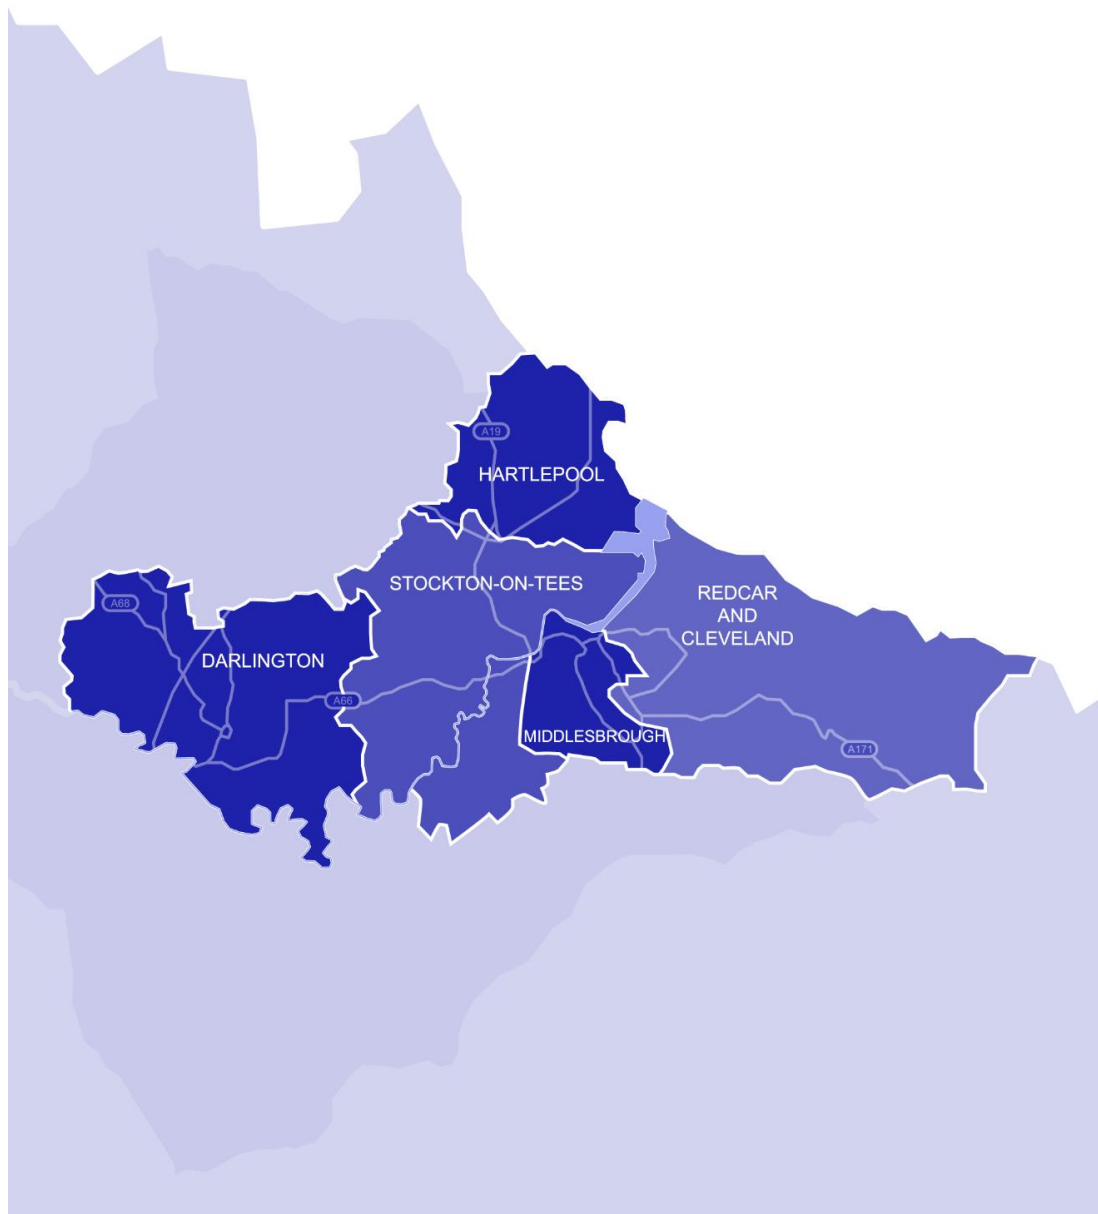 A19
HARTLEPOOL
STOCKTON-ON-TEES
REDCAR
AND
CLEVELAND
A68
DARLINGTON
A66
MIDDLESBROUGH
A171